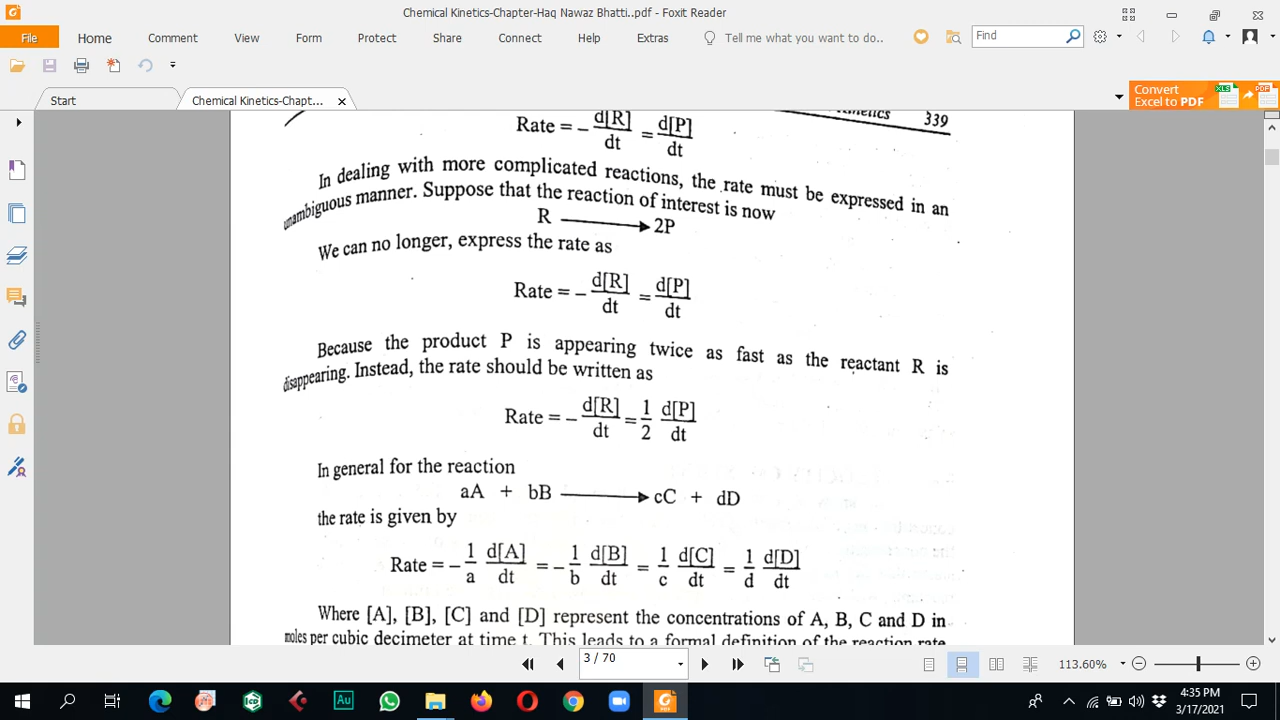 Chemical Kinetics-Chapter-Haq Nawaz Bhatti..pdf - Foxit Reader
File Home Comment View Form Protect Share Connect Help Extras Tell me what you want to do.. Find
Start Chemical Kinetics-Chapt... Convert Excel to PDF
339
Rate = – d[R]/dt = d[P]/dt
In dealing with more complicated reactions, the rate must be expressed in an
unambiguous manner. Suppose that the reaction of interest is now
R ⟶ 2P
We can no longer, express the rate as
Rate = – d[R]/dt = d[P]/dt
Because the product P is appearing twice as fast as the reactant R is
disappearing. Instead, the rate should be written as
Rate = – d[R]/dt = 1/2 d[P]/dt
In general for the reaction
aA + bB ⟶ cC + dD
the rate is given by
Rate = – 1/a d[A]/dt = – 1/b d[B]/dt = 1/c d[C]/dt = 1/d d[D]/dt
Where [A], [B], [C] and [D] represent the concentrations of A, B, C and D in
moles per cubic decimeter at time t. This leads to a formal definition of the reaction rate
3 / 70 113.60%
4:35 PM
3/17/2021